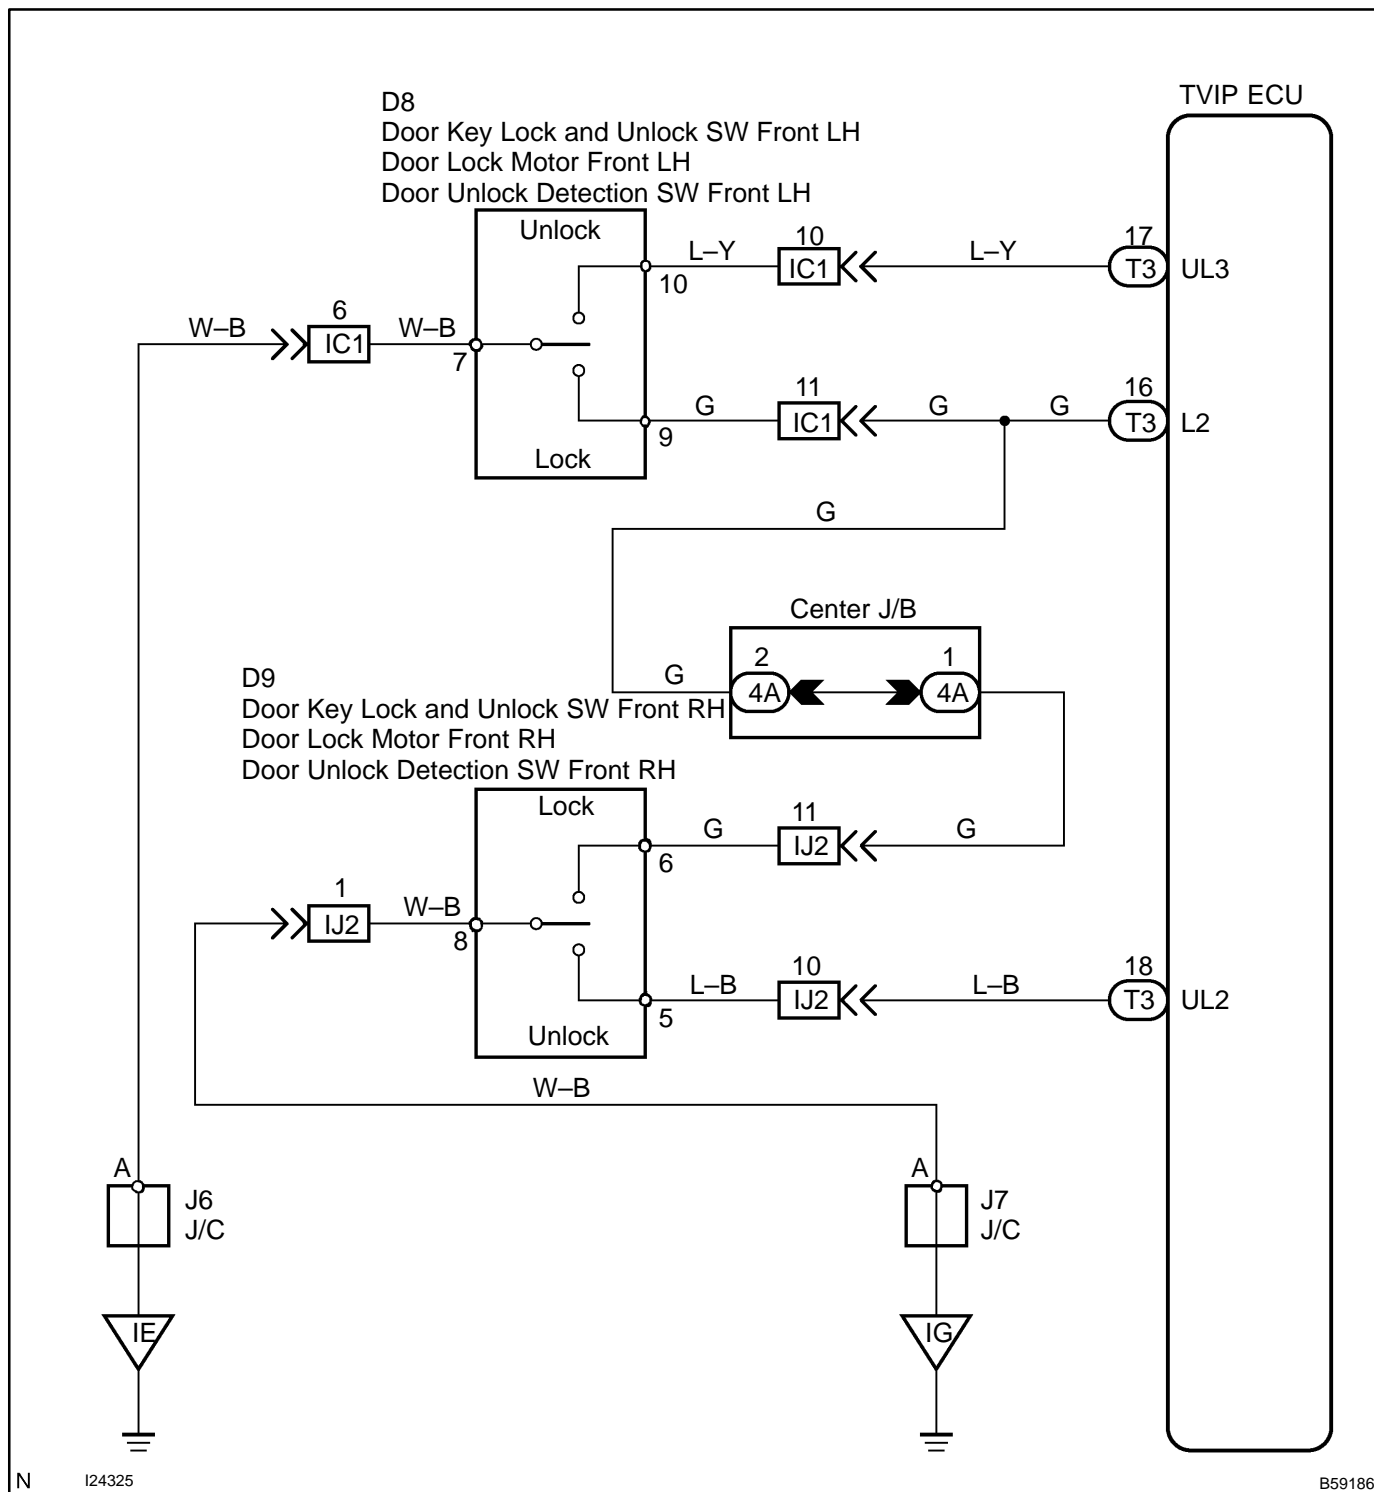 TVIP ECU
D8
Door Key Lock and Unlock SW Front LH
Door Lock Motor Front LH
Door Unlock Detection SW Front LH
Unlock
10
L–Y
10
IC1
L–Y
17
T3
UL3
W–B
6
IC1
W–B
7
9
G
11
IC1
G
G
16
T3
L2
Lock
G
Center J/B
G
2
4A
1
4A
D9
Door Key Lock and Unlock SW Front RH
Door Lock Motor Front RH
Door Unlock Detection SW Front RH
Lock
6
G
11
IJ2
G
1
IJ2
W–B
8
5
L–B
10
IJ2
L–B
18
T3
UL2
Unlock
W–B
A
J6
J/C
A
J7
J/C
IE
IG
N
I24325
B59186